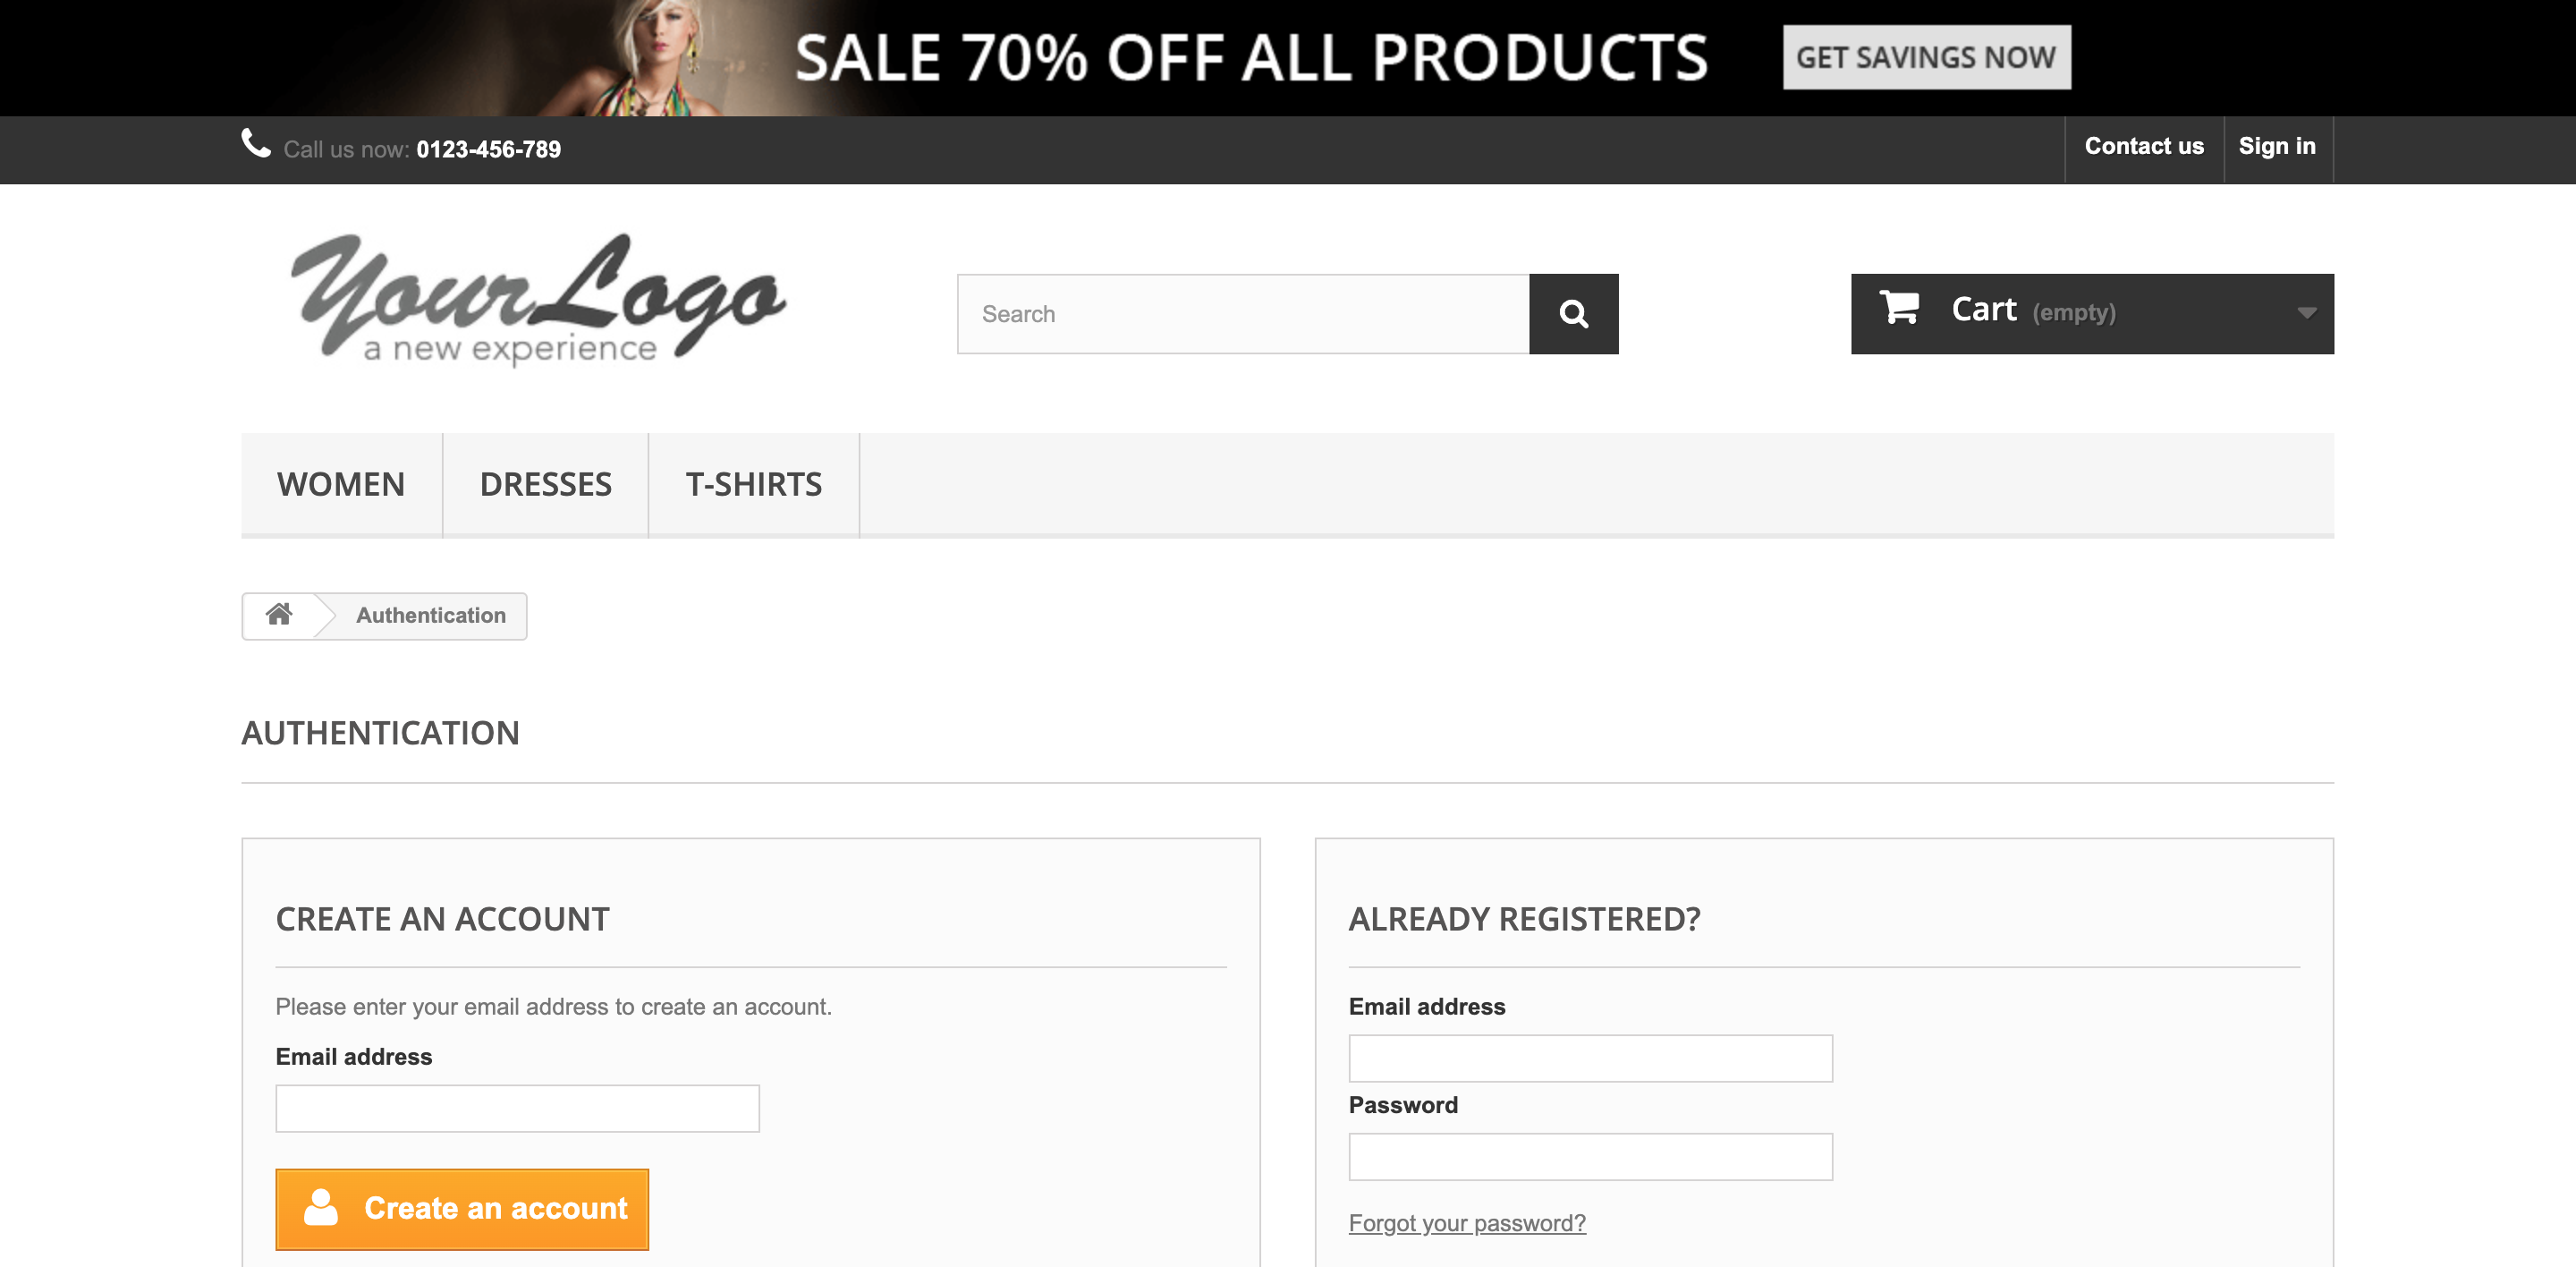 SALE 70% OFF ALL PRODUCTS GET SAVINGS NOW
Call us now: 0123-456-789 Contact us Sign in
YourLogo
a new experience
Search
Cart (empty)
WOMEN DRESSES T-SHIRTS
Authentication
AUTHENTICATION
CREATE AN ACCOUNT
Please enter your email address to create an account.
Email address
Create an account
ALREADY REGISTERED?
Email address
Password
Forgot your password?